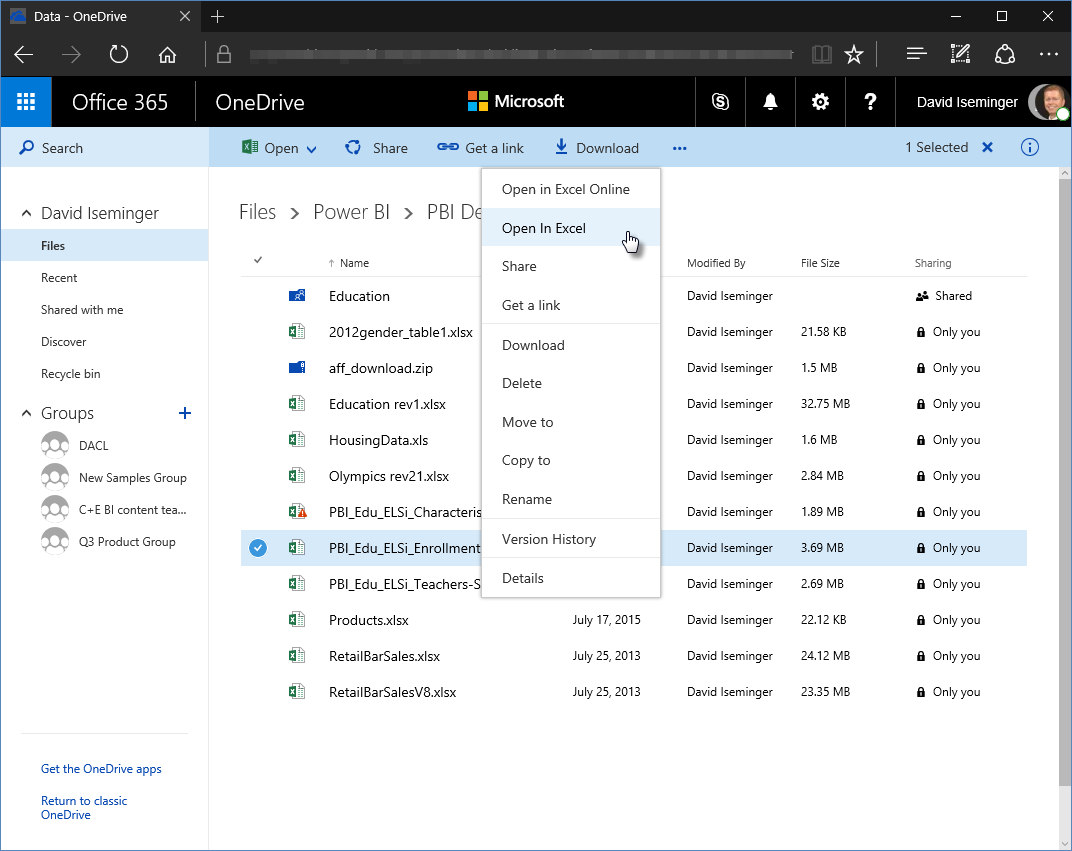 Data - OneDrive
Office 365
OneDrive
Microsoft
David Iseminger
Search
Open
Share
Get a link
Download
1 Selected
David Iseminger
Files
Recent
Shared with me
Discover
Recycle bin
Groups
DACL
New Samples Group
C+E BI content tea...
Q3 Product Group
Get the OneDrive apps
Return to classic
OneDrive
Files > Power BI > PBI De
Name Modified By File Size Sharing
Education David Iseminger Shared
2012gender_table1.xlsx David Iseminger 21.58 KB Only you
aff_download.zip David Iseminger 1.5 MB Only you
Education rev1.xlsx David Iseminger 32.75 MB Only you
HousingData.xls David Iseminger 1.6 MB Only you
Olympics rev21.xlsx David Iseminger 2.84 MB Only you
PBI_Edu_ELSi_Characteris David Iseminger 1.89 MB Only you
PBI_Edu_ELSi_Enrollment David Iseminger 3.69 MB Only you
PBI_Edu_ELSi_Teachers-S David Iseminger 2.69 MB Only you
Products.xlsx July 17, 2015 David Iseminger 22.12 KB Only you
RetailBarSales.xlsx July 25, 2013 David Iseminger 24.12 MB Only you
RetailBarSalesV8.xlsx July 25, 2013 David Iseminger 23.35 MB Only you
Open in Excel Online
Open In Excel
Share
Get a link
Download
Delete
Move to
Copy to
Rename
Version History
Details